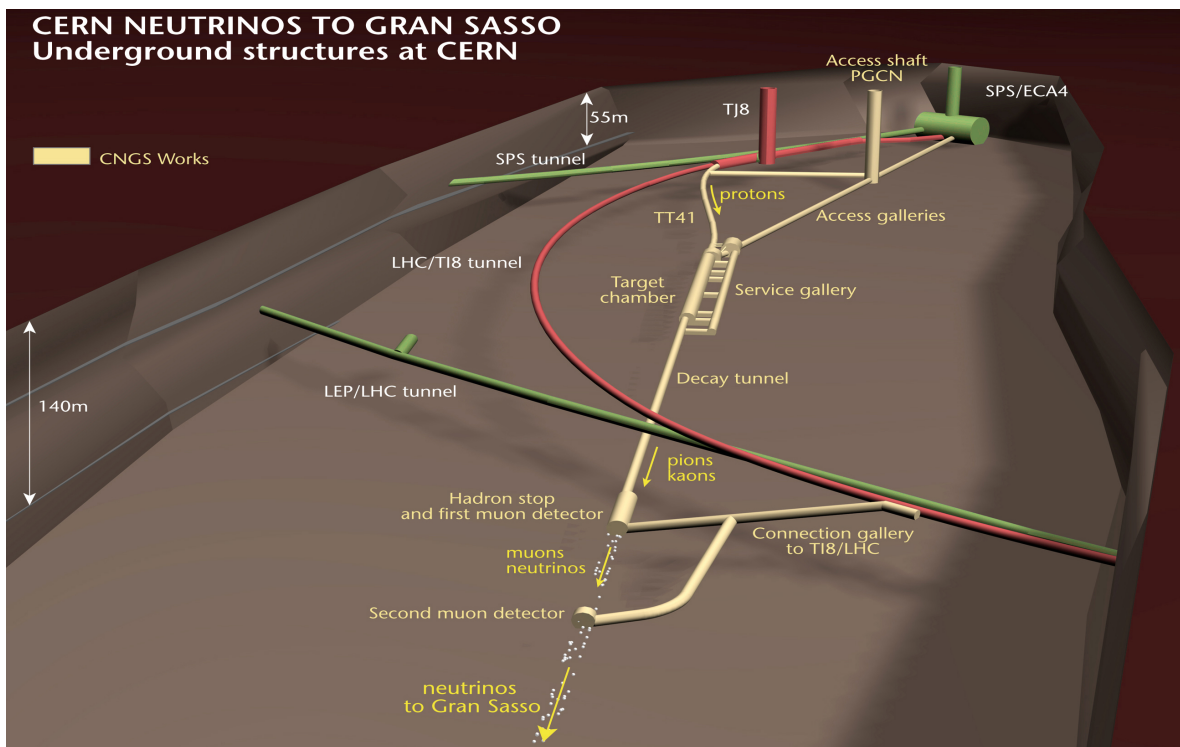 CERN NEUTRINOS TO GRAN SASSO
Underground structures at CERN
Access shaft
PGCN
SPS/ECA4
TJ8
55m
CNGS Works
SPS tunnel
protons
TT41
Access galleries
LHC/TI8 tunnel
Target
chamber
Service gallery
Decay tunnel
LEP/LHC tunnel
140m
pions
kaons
Hadron stop
and first muon detector
Connection gallery
to TI8/LHC
muons
neutrinos
Second muon detector
neutrinos
to Gran Sasso